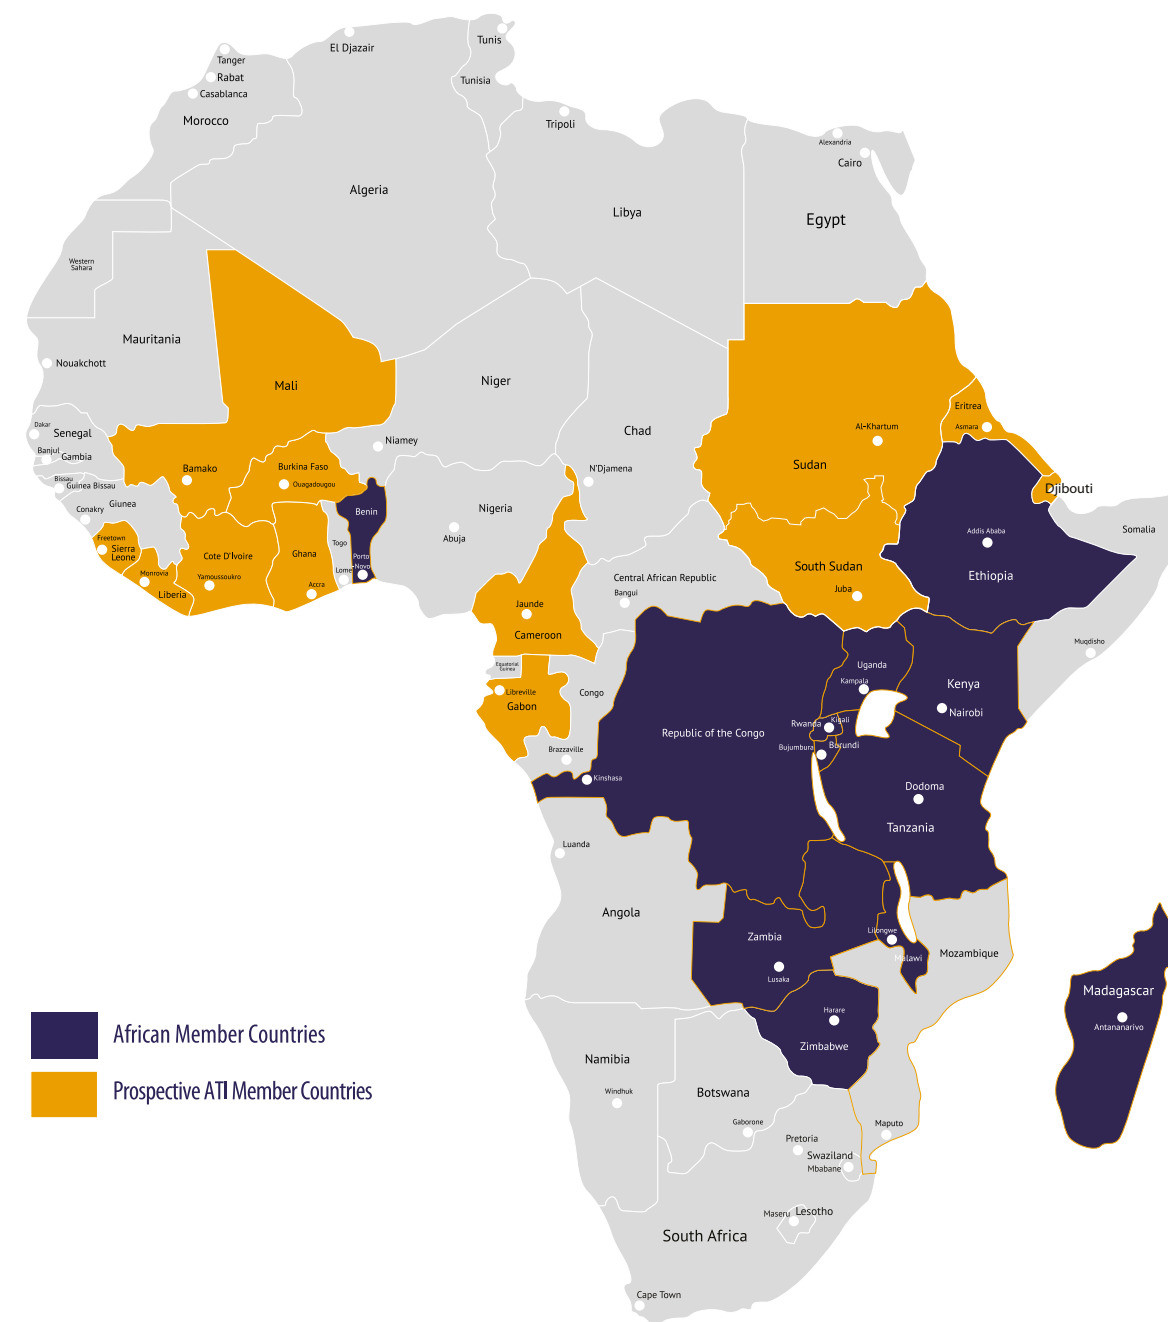 Tunis
El Djazair
Tanger
Rabat
Tunisia
Casablanca
Morocco
Tripoli
Alexandria
Cairo
Algeria
Libya
Egypt
Western
Sahara
Mauritania
Nouakchott
Mali
Niger
Eritrea
Asmara
Dakar
Senegal
Chad
Al-Khartum
Niamey
Banjul
Gambia
Bamako
Burkina Faso
Ouagadougou
N'Djamena
Sudan
Bissau
Guinea Bissau
Djibouti
Giunea
Conakry
Benin
Nigeria
Abuja
Somalia
Addis Ababa
Ethiopia
Freetown
Sierra
Leone
Cote D'Ivoire
Yamoussoukro
Ghana
Accra
Togo
Lome
Porto
-Novo
Monrovia
Liberia
Central African Republic
Bangui
South Sudan
Juba
Jaunde
Cameroon
Muqdisho
Equatorial
Guinea
Uganda
Kampala
Kenya
Nairobi
Libreville
Gabon
Congo
Republic of the Congo
Rwanda
Kigali
Bujumbura
Burundi
Brazzaville
Kinshasa
Dodoma
Tanzania
Luanda
Angola
Zambia
Lusaka
Lilongwe
Malawi
Mozambique
Madagascar
Antananarivo
Harare
Zimbabwe
African Member Countries
Prospective ATI Member Countries
Namibia
Windhuk
Botswana
Gaborone
Maputo
Pretoria
Swaziland
Mbabane
Maseru
Lesotho
South Africa
Cape Town